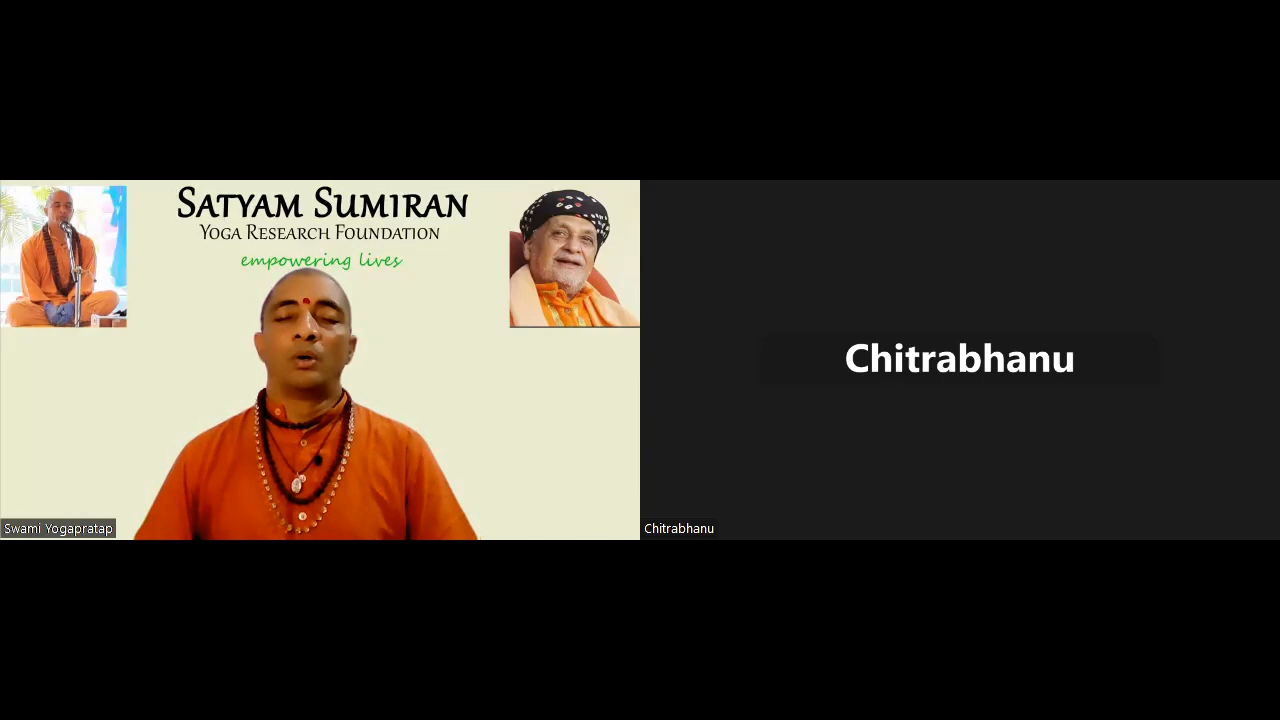 SATYAM SUMIRAN
YOGA RESEARCH FOUNDATION
empowering lives
Swami Yogapratap
Chitrabhanu
Chitrabhanu